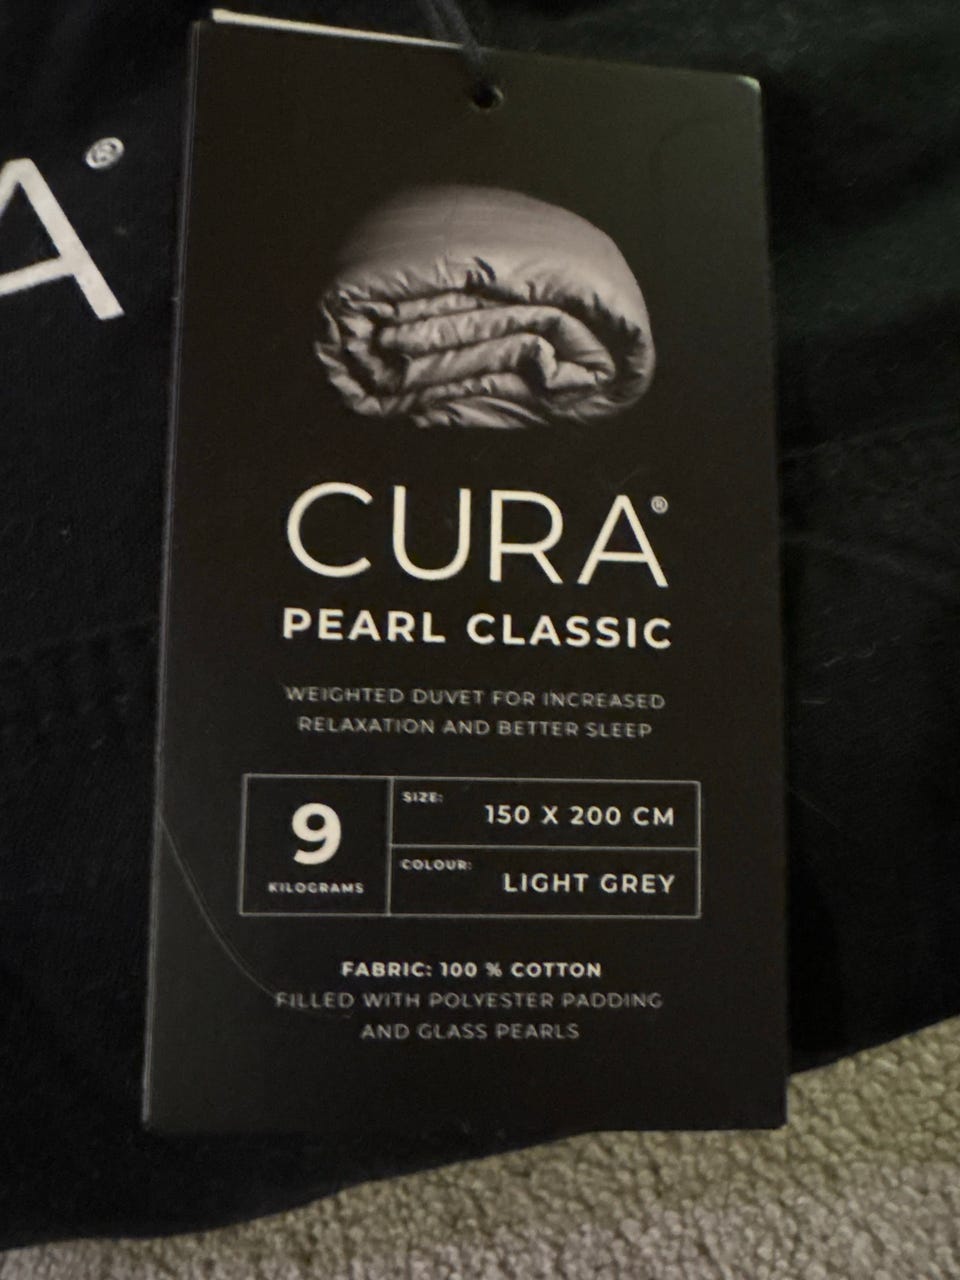 A®
CURA®
PEARL CLASSIC
WEIGHTED DUVET FOR INCREASED
RELAXATION AND BETTER SLEEP
9
KILOGRAMS
SIZE:
150 X 200 CM
COLOUR:
LIGHT GREY
FABRIC: 100 % COTTON
FILLED WITH POLYESTER PADDING
AND GLASS PEARLS